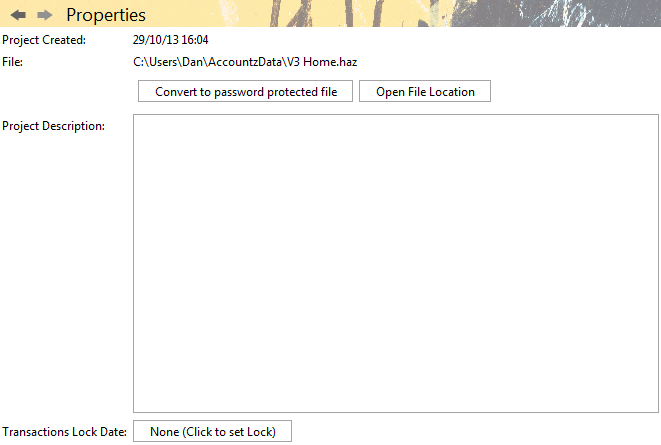 Properties
Project Created: 29/10/13 16:04
File: C:\Users\Dan\AccountzData\V3 Home.haz
Convert to password protected file Open File Location
Project Description:
Transactions Lock Date: None (Click to set Lock)